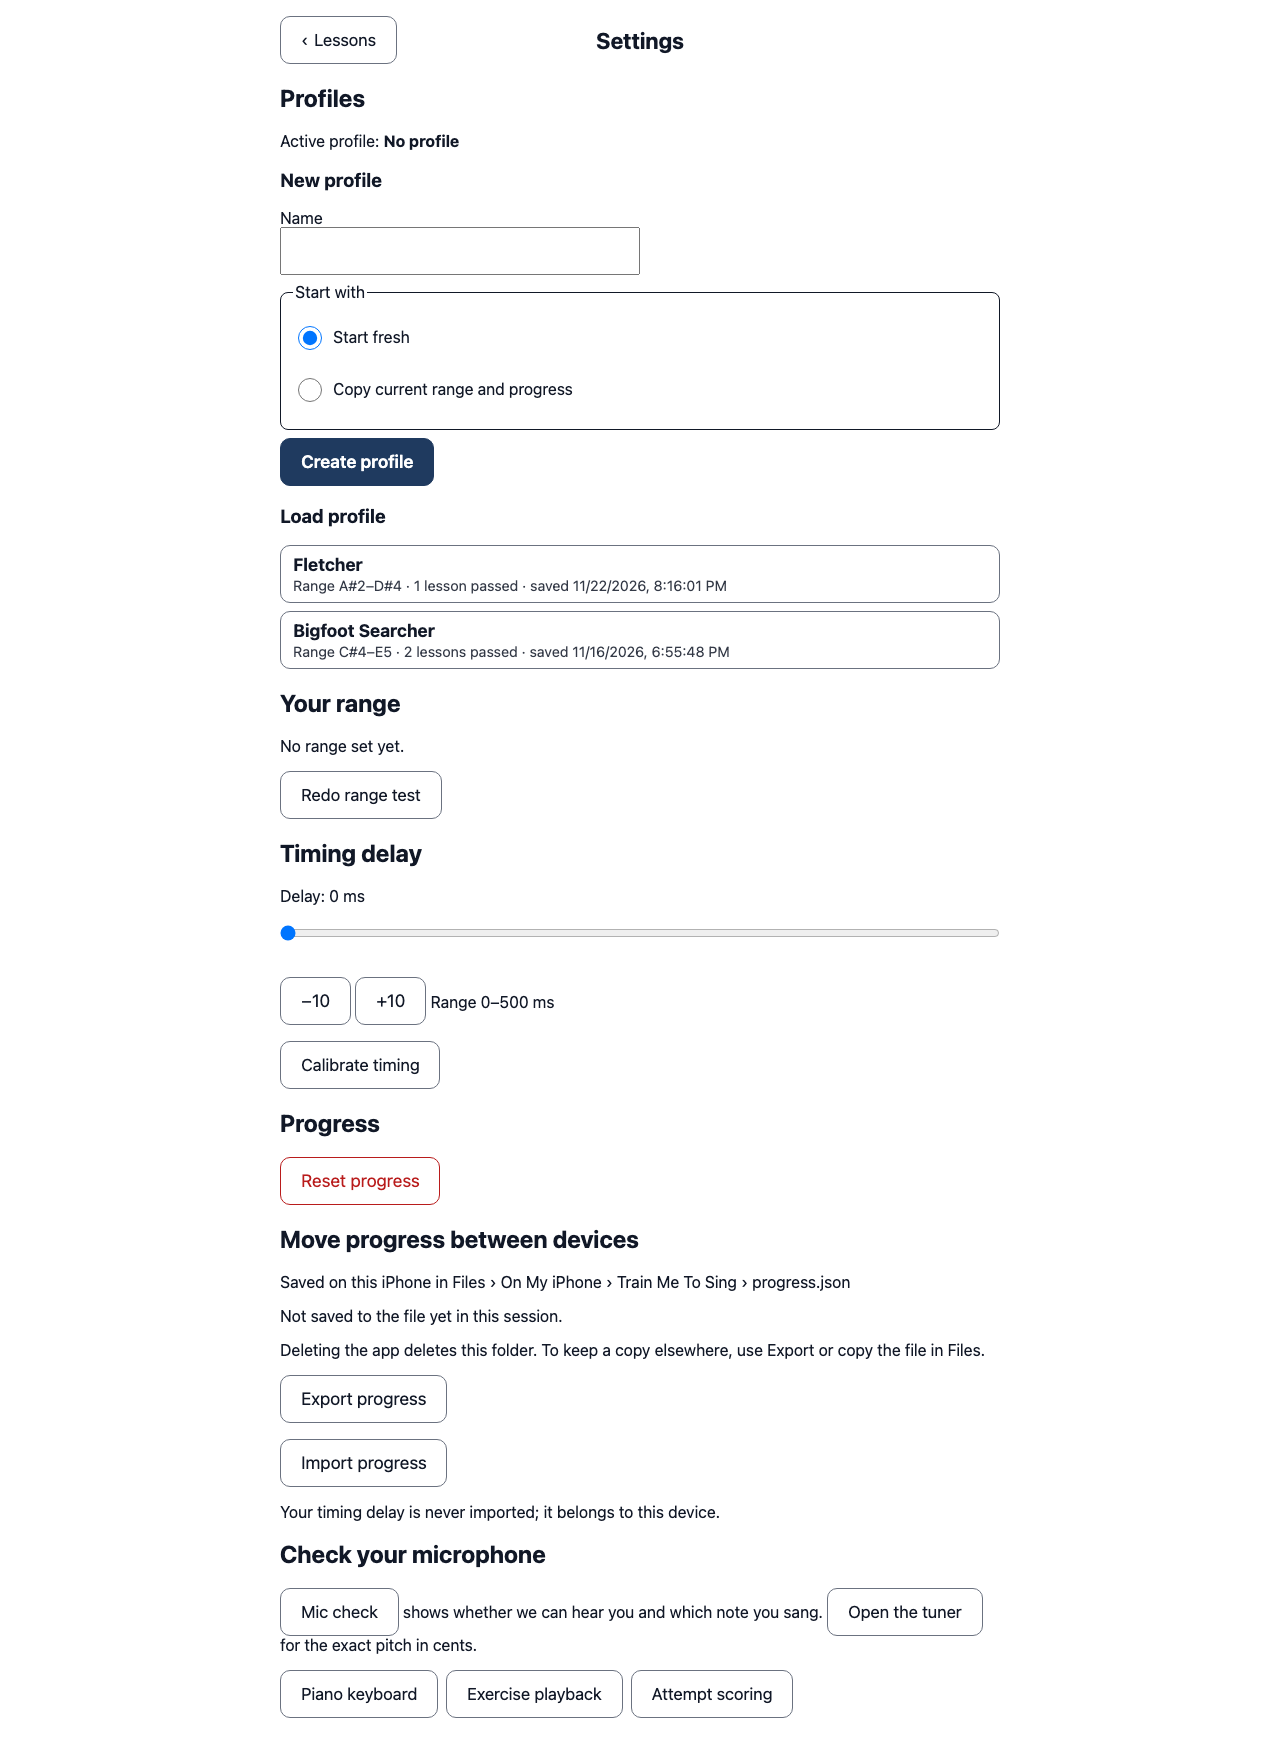 ‹ Lessons
Settings
Profiles
Active profile: No profile
New profile
Name
Start with
Start fresh
Copy current range and progress
Create profile
Load profile
Fletcher
Range A#2–D#4 · 1 lesson passed · saved 11/22/2026, 8:16:01 PM
Bigfoot Searcher
Range C#4–E5 · 2 lessons passed · saved 11/16/2026, 6:55:48 PM
Your range
No range set yet.
Redo range test
Timing delay
Delay: 0 ms
−10 +10 Range 0–500 ms
Calibrate timing
Progress
Reset progress
Move progress between devices
Saved on this iPhone in Files › On My iPhone › Train Me To Sing › progress.json
Not saved to the file yet in this session.
Deleting the app deletes this folder. To keep a copy elsewhere, use Export or copy the file in Files.
Export progress
Import progress
Your timing delay is never imported; it belongs to this device.
Check your microphone
Mic check shows whether we can hear you and which note you sang. Open the tuner
for the exact pitch in cents.
Piano keyboard Exercise playback Attempt scoring